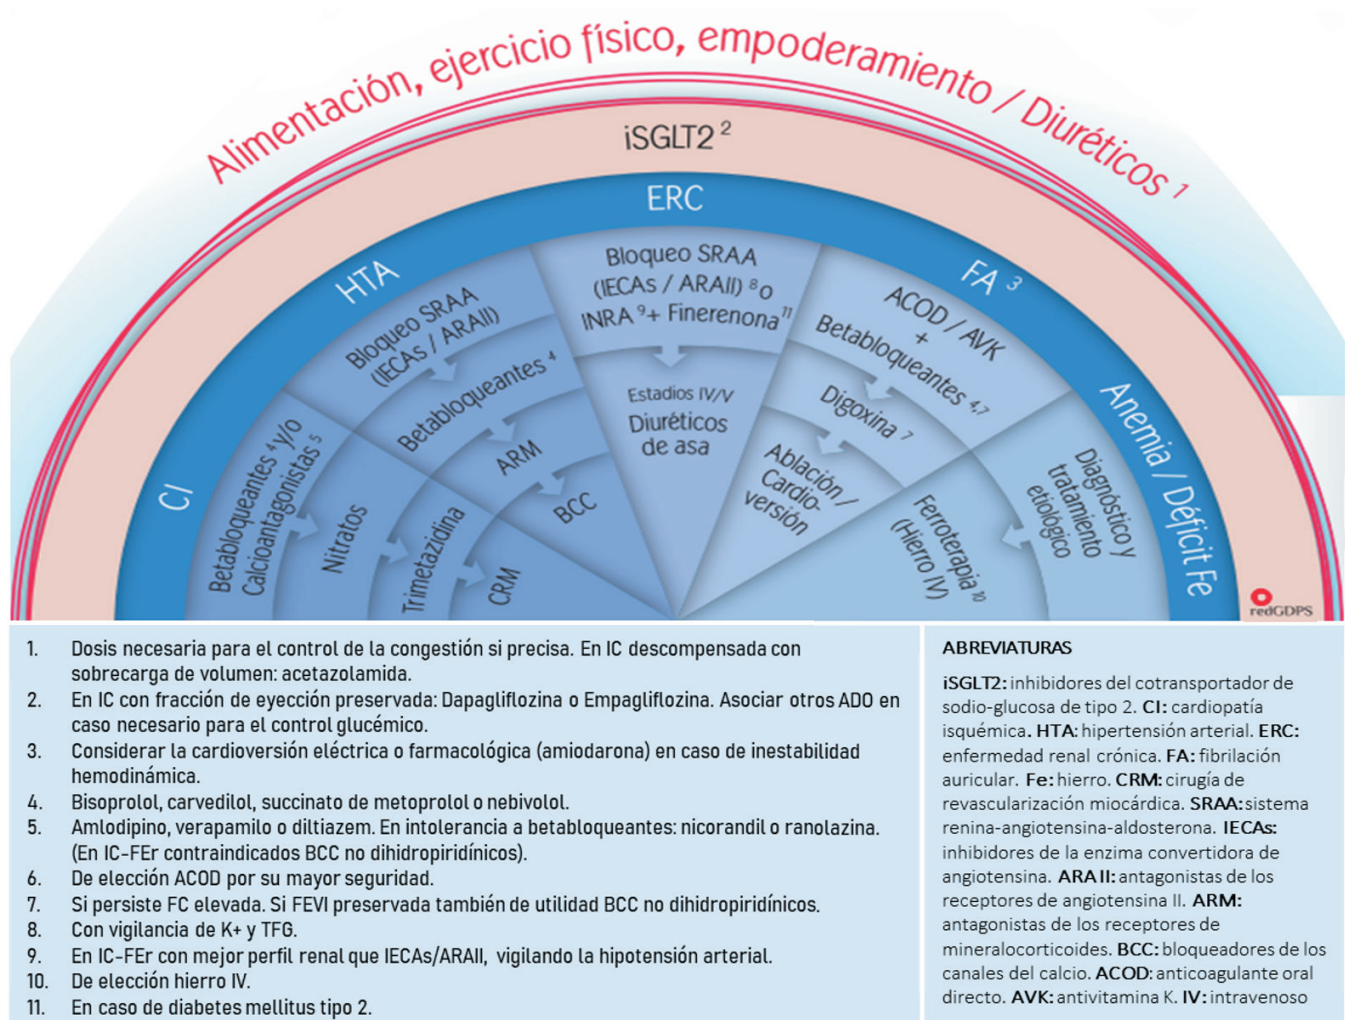 Alimentación, ejercicio físico, empoderamiento / Diuréticos 1
iSGLT2 2
ERC
HTA
FA 3
CI
Anemia / Déficit Fe
Betabloqueantes 4 y/o
Calcioantagonistas 5
Nitratos
Trimetazidina
CRM
Bloqueo SRAA
(IECAs / ARAII)
Betabloqueantes 4
ARM
BCC
Bloqueo SRAA
(IECAs / ARAII) 8 o
INRA 9 + Finerenona 11
Estadios IV/V
Diuréticos
de asa
ACOD / AVK
+
Betabloqueantes 4,7
Digoxina 7
Ablación /
Cardio-
versión
Diagnóstico y
tratamiento
etiológico
Ferroterapia 10
(Hierro IV)
redGDPS
1. Dosis necesaria para el control de la congestión si precisa. En IC descompensada con
sobrecarga de volumen: acetazolamida.
2. En IC con fracción de eyección preservada: Dapagliflozina o Empagliflozina. Asociar otros ADO en
caso necesario para el control glucémico.
3. Considerar la cardioversión eléctrica o farmacológica (amiodarona) en caso de inestabilidad
hemodinámica.
4. Bisoprolol, carvedilol, succinato de metoprolol o nebivolol.
5. Amlodipino, verapamilo o diltiazem. En intolerancia a betabloqueantes: nicorandil o ranolazina.
(En IC-FEr contraindicados BCC no dihidropiridínicos).
6. De elección ACOD por su mayor seguridad.
7. Si persiste FC elevada. Si FEVI preservada también de utilidad BCC no dihidropiridínicos.
8. Con vigilancia de K+ y TFG.
9. En IC-FEr con mejor perfil renal que IECAs/ARAII, vigilando la hipotensión arterial.
10. De elección hierro IV.
11. En caso de diabetes mellitus tipo 2.
ABREVIATURAS
iSGLT2: inhibidores del cotransportador de
sodio-glucosa de tipo 2. CI: cardiopatía
isquémica. HTA: hipertensión arterial. ERC:
enfermedad renal crónica. FA: fibrilación
auricular. Fe: hierro. CRM: cirugía de
revascularización miocárdica. SRAA: sistema
renina-angiotensina-aldosterona. IECAs:
inhibidores de la enzima convertidora de
angiotensina. ARA II: antagonistas de los
receptores de angiotensina II. ARM:
antagonistas de los receptores de
mineralocorticoides. BCC: bloqueadores de los
canales del calcio. ACOD: anticoagulante oral
directo. AVK: antivitamina K. IV: intravenoso